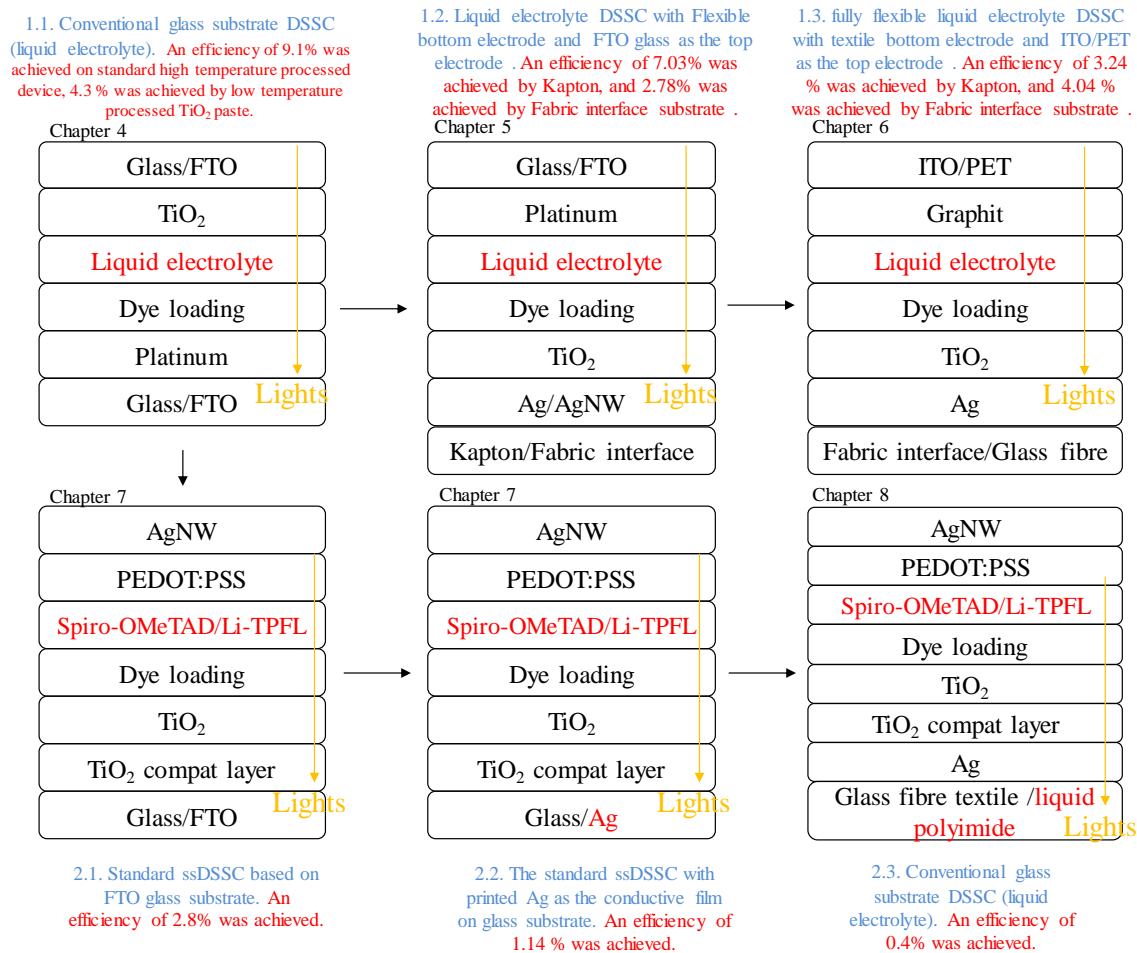 1.1. Conventional glass substrate DSSC
(liquid electrolyte). An efficiency of 9.1% was
achieved on standard high temperature processed
device, 4.3 % was achieved by low temperature
processed TiO₂ paste.
Chapter 4
Glass/FTO
TiO₂
Liquid electrolyte
Dye loading
Platinum
Glass/FTO
Lights
1.2. Liquid electrolyte DSSC with Flexible
bottom electrode and FTO glass as the top
electrode . An efficiency of 7.03% was
achieved by Kapton, and 2.78% was
achieved by Fabric interface substrate .
Chapter 5
Glass/FTO
Platinum
Liquid electrolyte
Dye loading
TiO₂
Ag/AgNW
Lights
Kapton/Fabric interface
1.3. fully flexible liquid electrolyte DSSC
with textile bottom electrode and ITO/PET
as the top electrode . An efficiency of 3.24
% was achieved by Kapton, and 4.04 %
was achieved by Fabric interface substrate .
Chapter 6
ITO/PET
Graphit
Liquid electrolyte
Dye loading
TiO₂
Ag
Lights
Fabric interface/Glass fibre
Chapter 7
AgNW
PEDOT:PSS
Spiro-OMeTAD/Li-TPFL
Dye loading
TiO₂
TiO₂ compat layer
Glass/FTO
Lights
2.1. Standard ssDSSC based on
FTO glass substrate. An
efficiency of 2.8% was achieved.
Chapter 7
AgNW
PEDOT:PSS
Spiro-OMeTAD/Li-TPFL
Dye loading
TiO₂
TiO₂ compat layer
Glass/Ag
Lights
2.2. The standard ssDSSC with
printed Ag as the conductive film
on glass substrate. An efficiency of
1.14 % was achieved.
Chapter 8
AgNW
PEDOT:PSS
Spiro-OMeTAD/Li-TPFL
Dye loading
TiO₂
TiO₂ compat layer
Ag
Glass fibre textile /liquid
polyimide
Lights
2.3. Conventional glass
substrate DSSC (liquid
electrolyte). An efficiency of
0.4% was achieved.